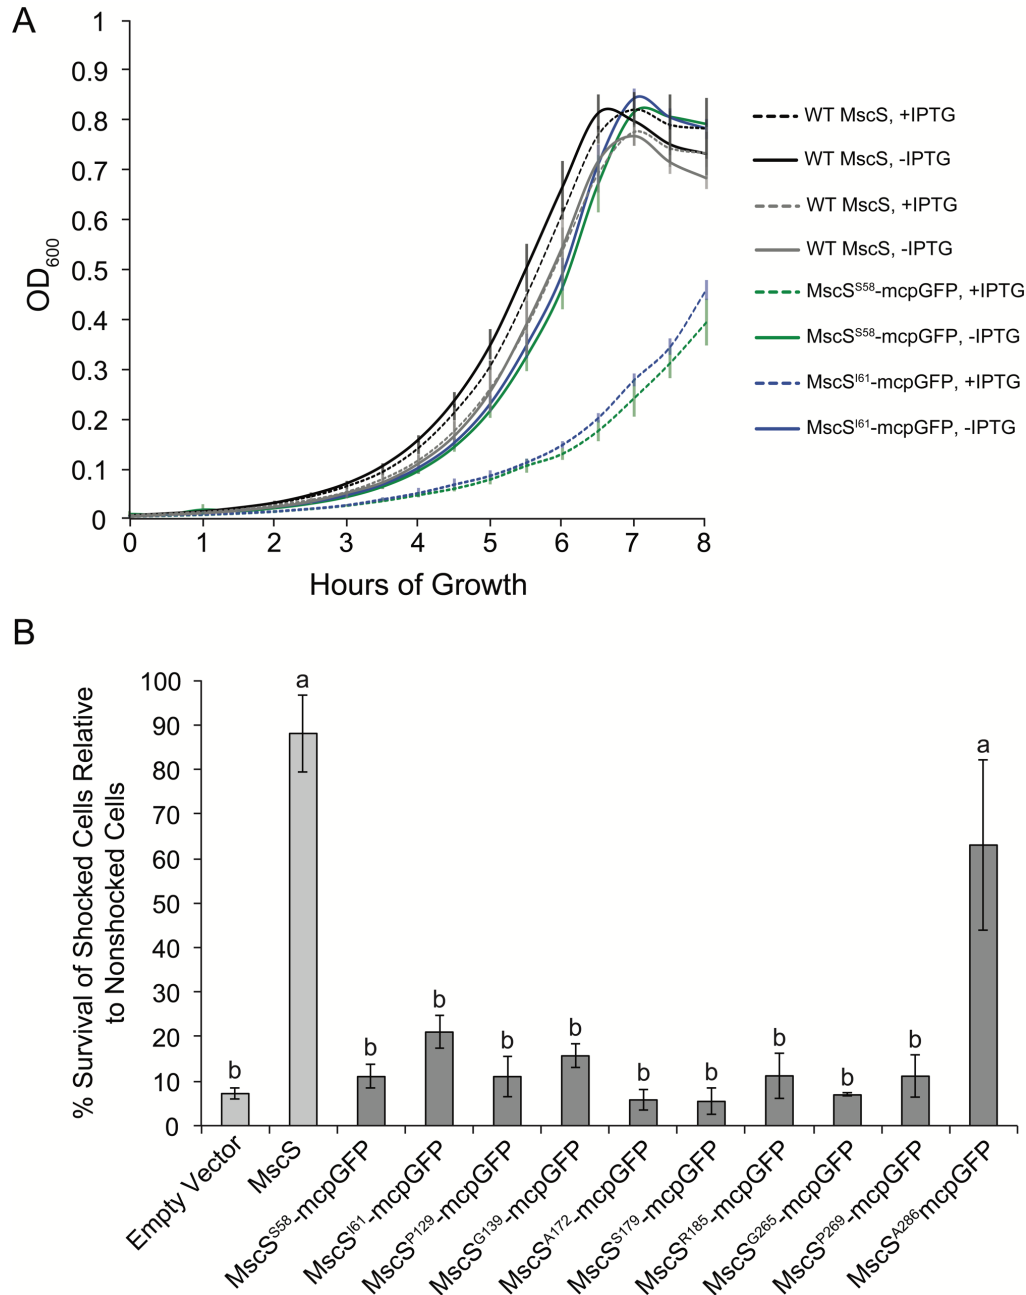 A
1
0.9
0.8
0.7
0.6
0.5
0.4
0.3
0.2
0.1
0
OD600
0 1 2 3 4 5 6 7 8
Hours of Growth
WT MscS, +IPTG
WT MscS, -IPTG
WT MscS, +IPTG
WT MscS, -IPTG
MscSS58-mcpGFP, +IPTG
MscSS58-mcpGFP, -IPTG
MscSI61-mcpGFP, +IPTG
MscSI61-mcpGFP, -IPTG
B
% Survival of Shocked Cells Relative
to Nonshocked Cells
100
90
80
70
60
50
40
30
20
10
0
b
a
b
b
b
b
b
b
b
b
b
a
Empty Vector
MscS
MscSS58-mcpGFP
MscSI61-mcpGFP
MscSP129-mcpGFP
MscSG139-mcpGFP
MscSA172-mcpGFP
MscSS179-mcpGFP
MscSR185-mcpGFP
MscSG265-mcpGFP
MscSP269-mcpGFP
MscSA286mcpGFP